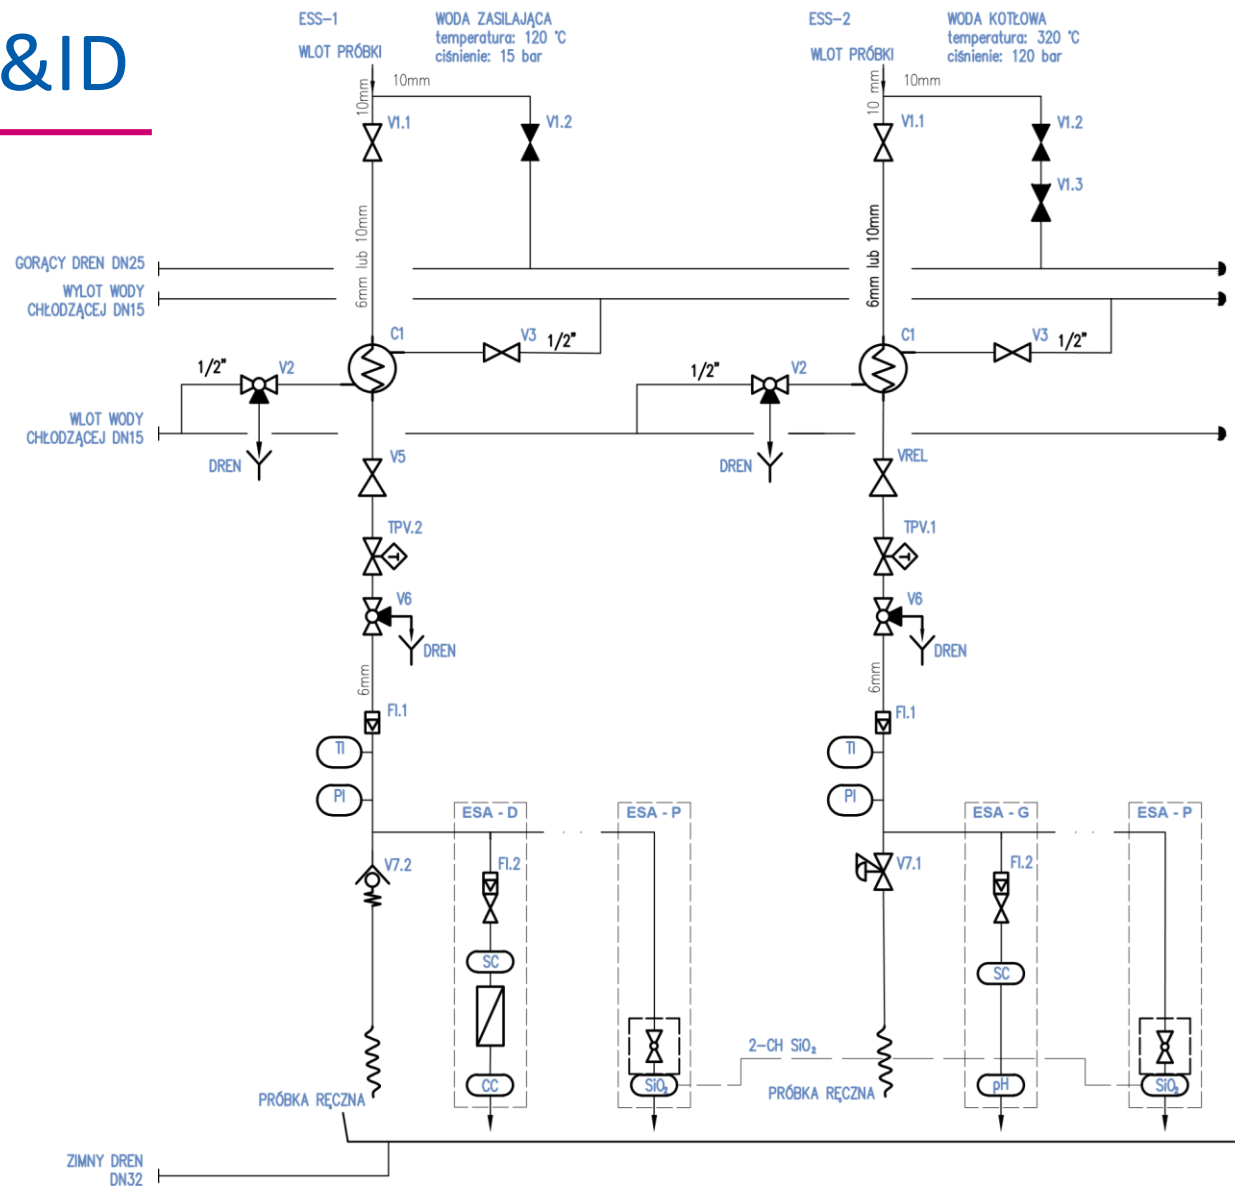 &ID
ESS-1
WLOT PRÓBKI
WODA ZASILAJĄCA
temperatura: 120 °C
ciśnienie: 15 bar
ESS-2
WLOT PRÓBKI
WODA KOTŁOWA
temperatura: 320 °C
ciśnienie: 120 bar
10mm
10mm
V1.1
V1.2
10 mm
10mm
V1.1
V1.2
V1.3
6mm lub 10mm
6mm lub 10mm
GORĄCY DREN DN25
WYLOT WODY
CHŁODZĄCEJ DN15
C1
V3
1/2"
C1
V3
1/2"
1/2"
V2
1/2"
V2
WLOT WODY
CHŁODZĄCEJ DN15
DREN
V5
DREN
VREL
TPV.2
T
TPV.1
T
V6
DREN
V6
DREN
6mm
6mm
FI.1
FI.1
TI
TI
PI
PI
ESA - D
ESA - P
ESA - G
ESA - P
V7.2
FI.2
V7.1
FI.2
SC
SC
2-CH SiO₂
CC
SiO₂
pH
SiO₂
PRÓBKA RĘCZNA
PRÓBKA RĘCZNA
ZIMNY DREN
DN32